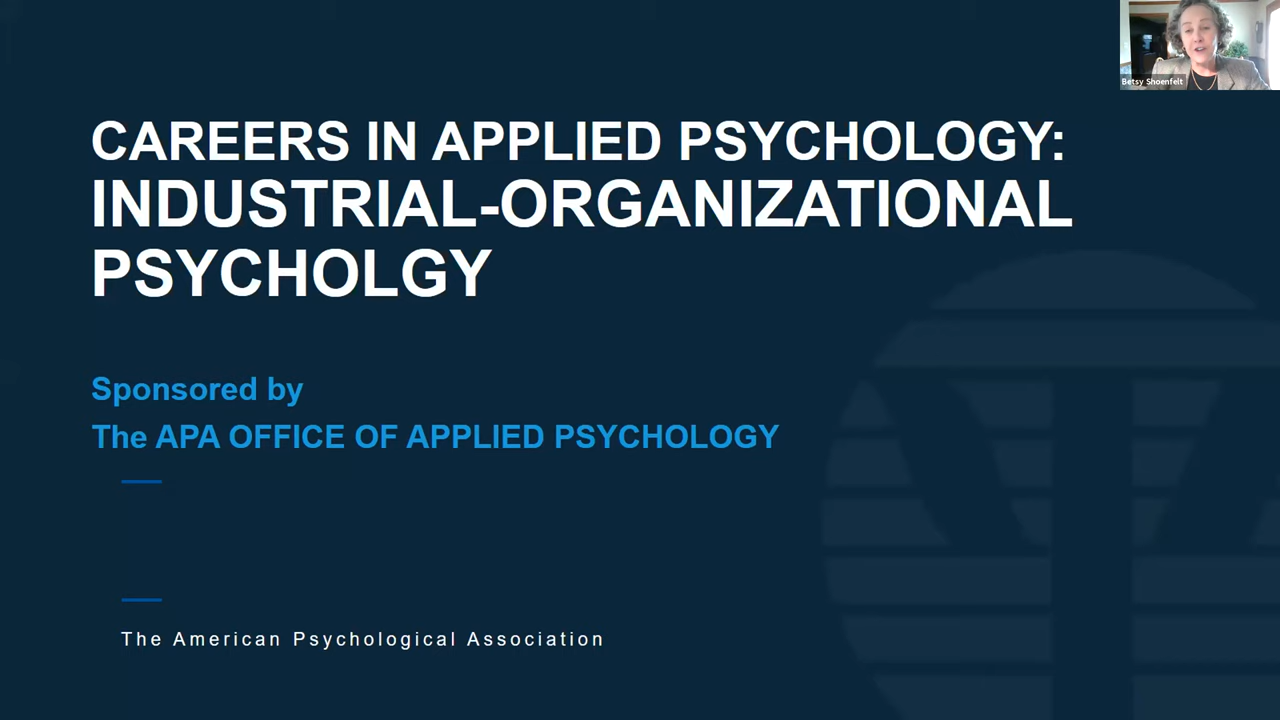 Betsy Shoenfelt
CAREERS IN APPLIED PSYCHOLOGY:
INDUSTRIAL-ORGANIZATIONAL
PSYCHOLGY
Sponsored by
The APA OFFICE OF APPLIED PSYCHOLOGY
The American Psychological Association